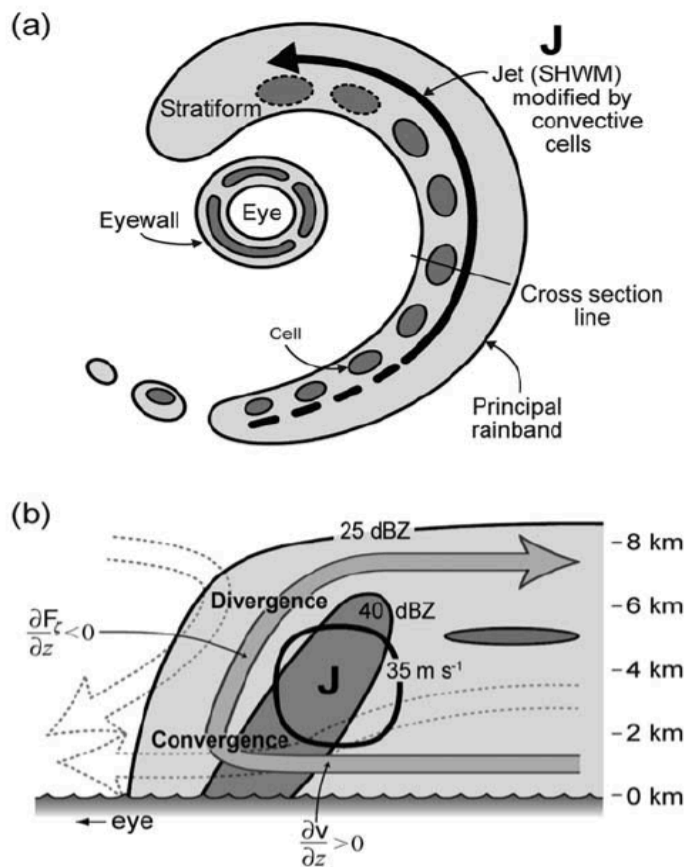 (a)
J
Jet (SHWM)
modified by
convective
cells
Stratiform
Eye
Eyewall
Cross section
line
Cell
Principal
rainband
(b)
25 dBZ
8 km
Divergence
40 dBZ
6 km
∂Fζ/∂z<0
J
35 m s⁻¹
4 km
Convergence
2 km
0 km
eye
∂v/∂z>0